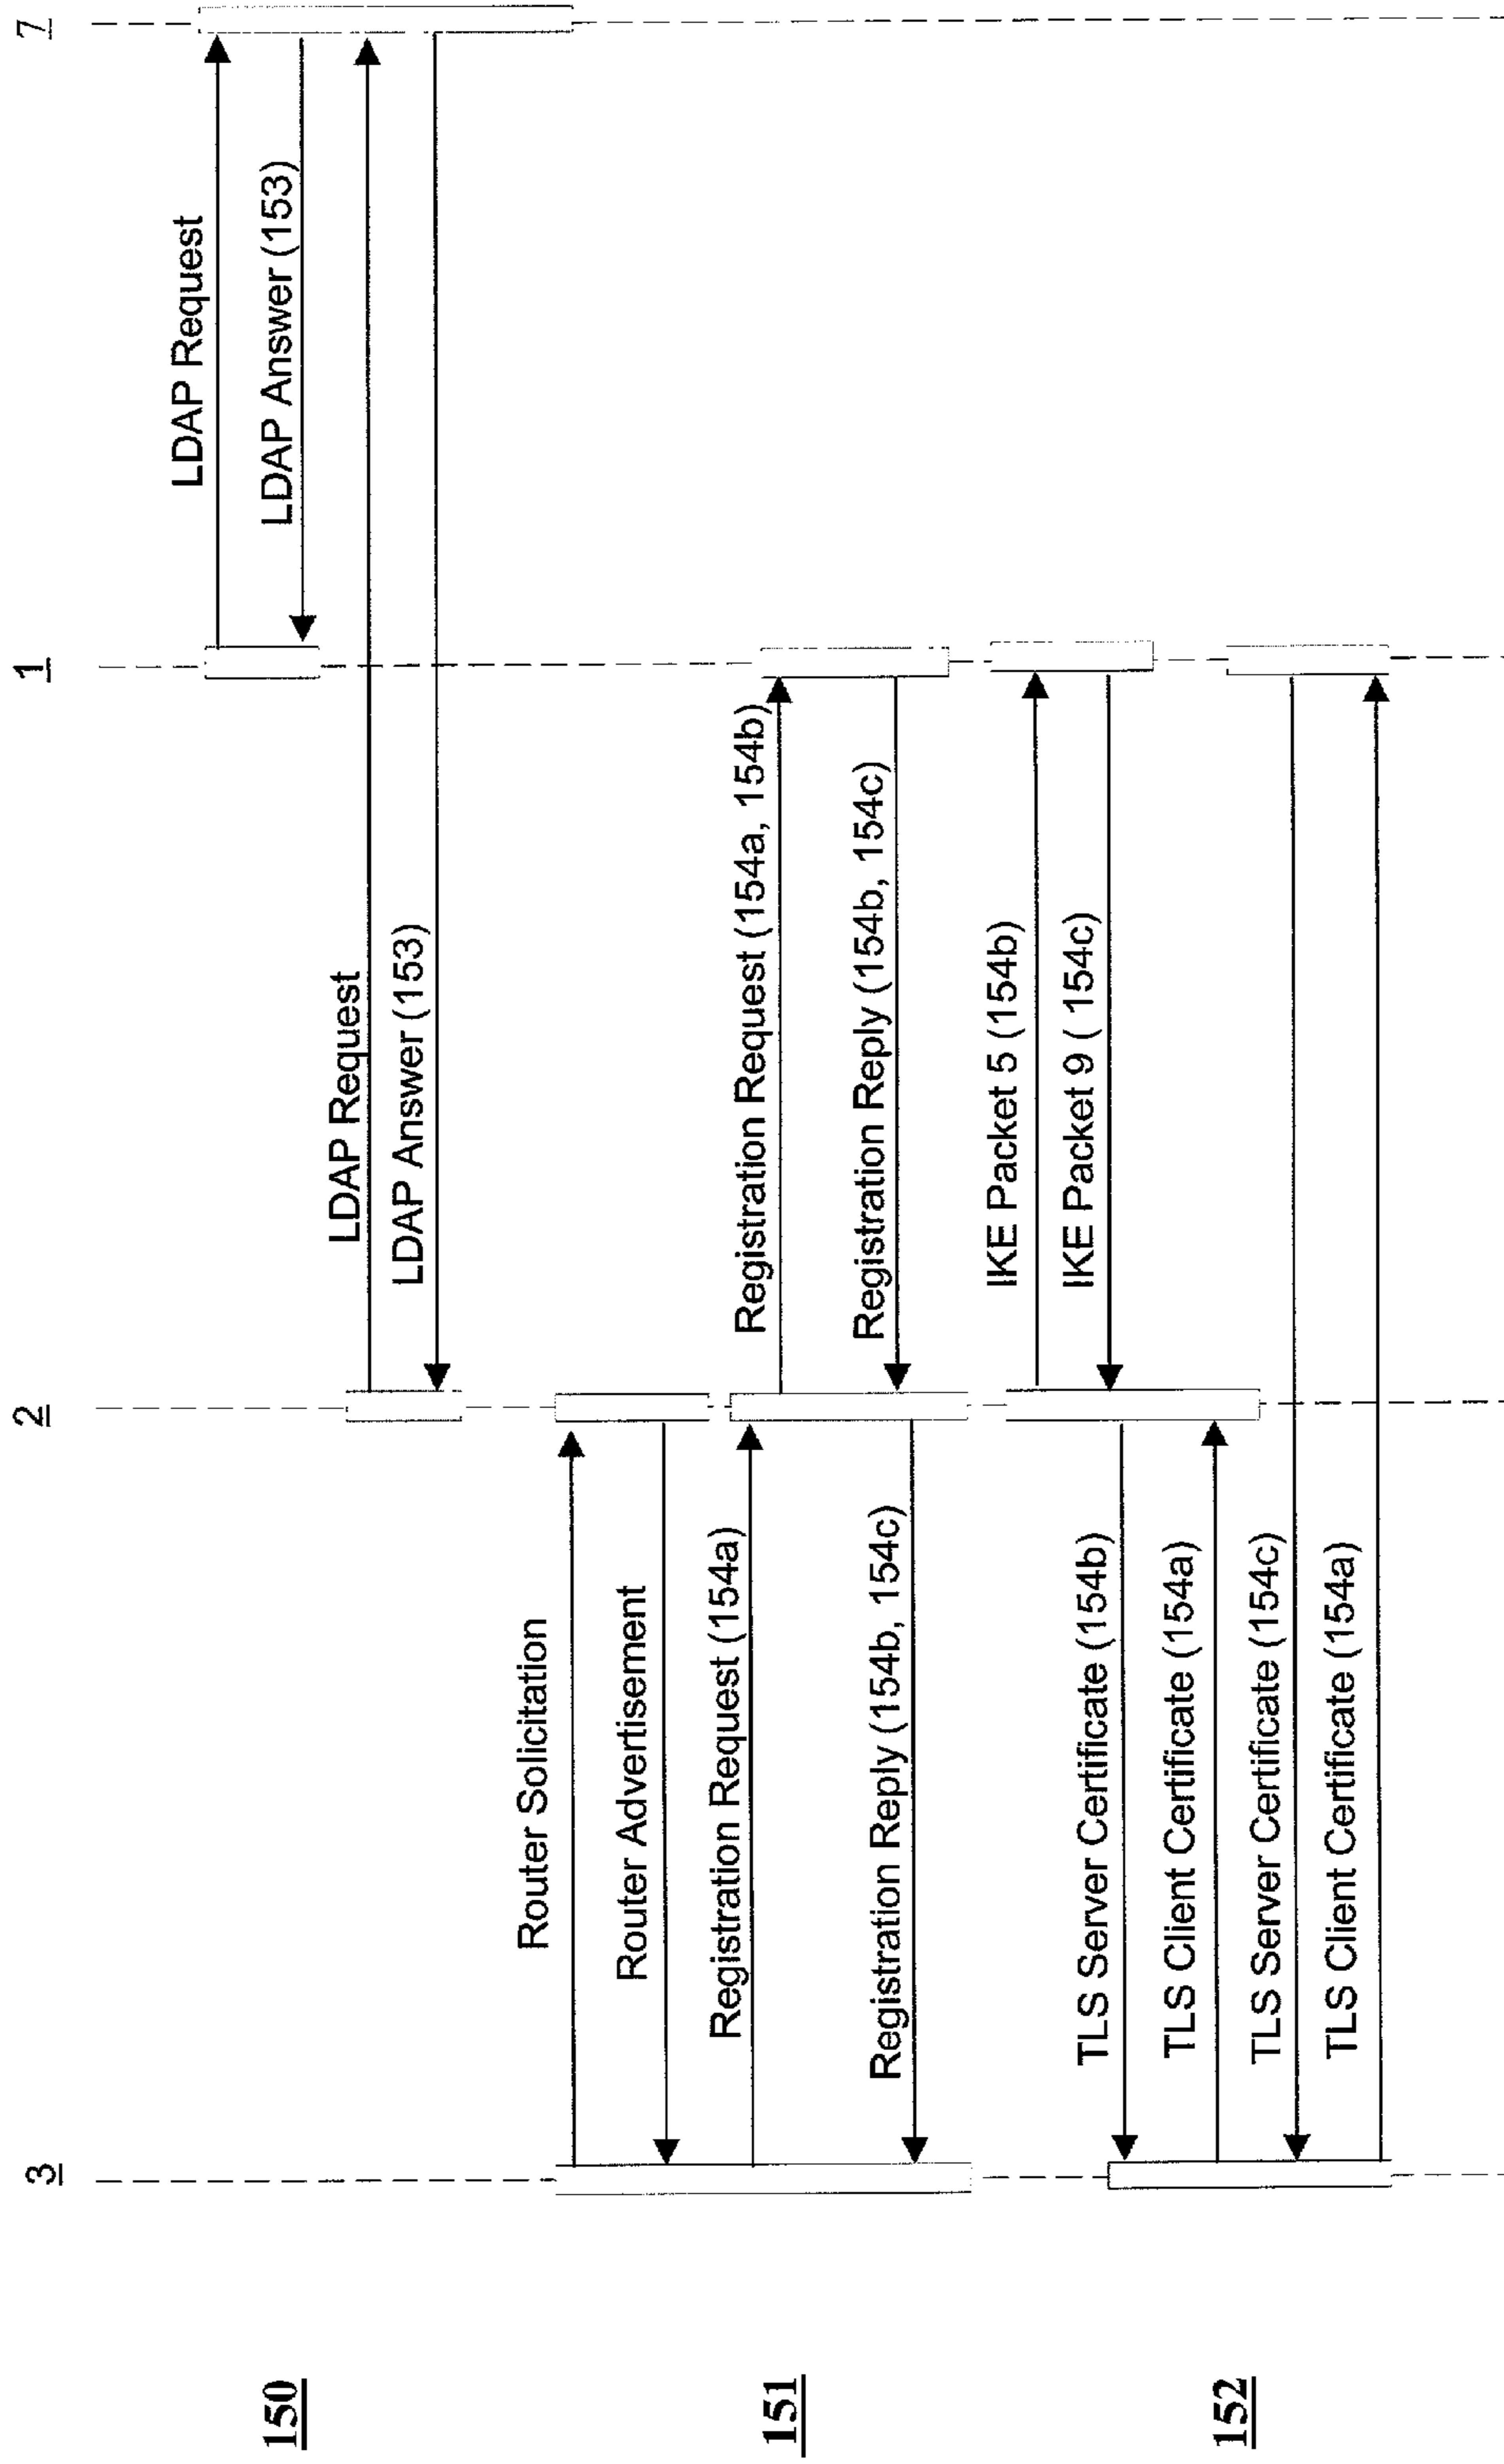 3
2
1
7
150
LDAP Request
LDAP Answer (153)
LDAP Request
LDAP Answer (153)
151
Router Solicitation
Router Advertisement
Registration Request (154a)
Registration Request (154a, 154b)
Registration Reply (154b, 154c)
Registration Reply (154b, 154c)
152
IKE Packet 5 (154b)
IKE Packet 9 ( 154c)
TLS Server Certificate (154b)
TLS Client Certificate (154a)
TLS Server Certificate (154c)
TLS Client Certificate (154a)